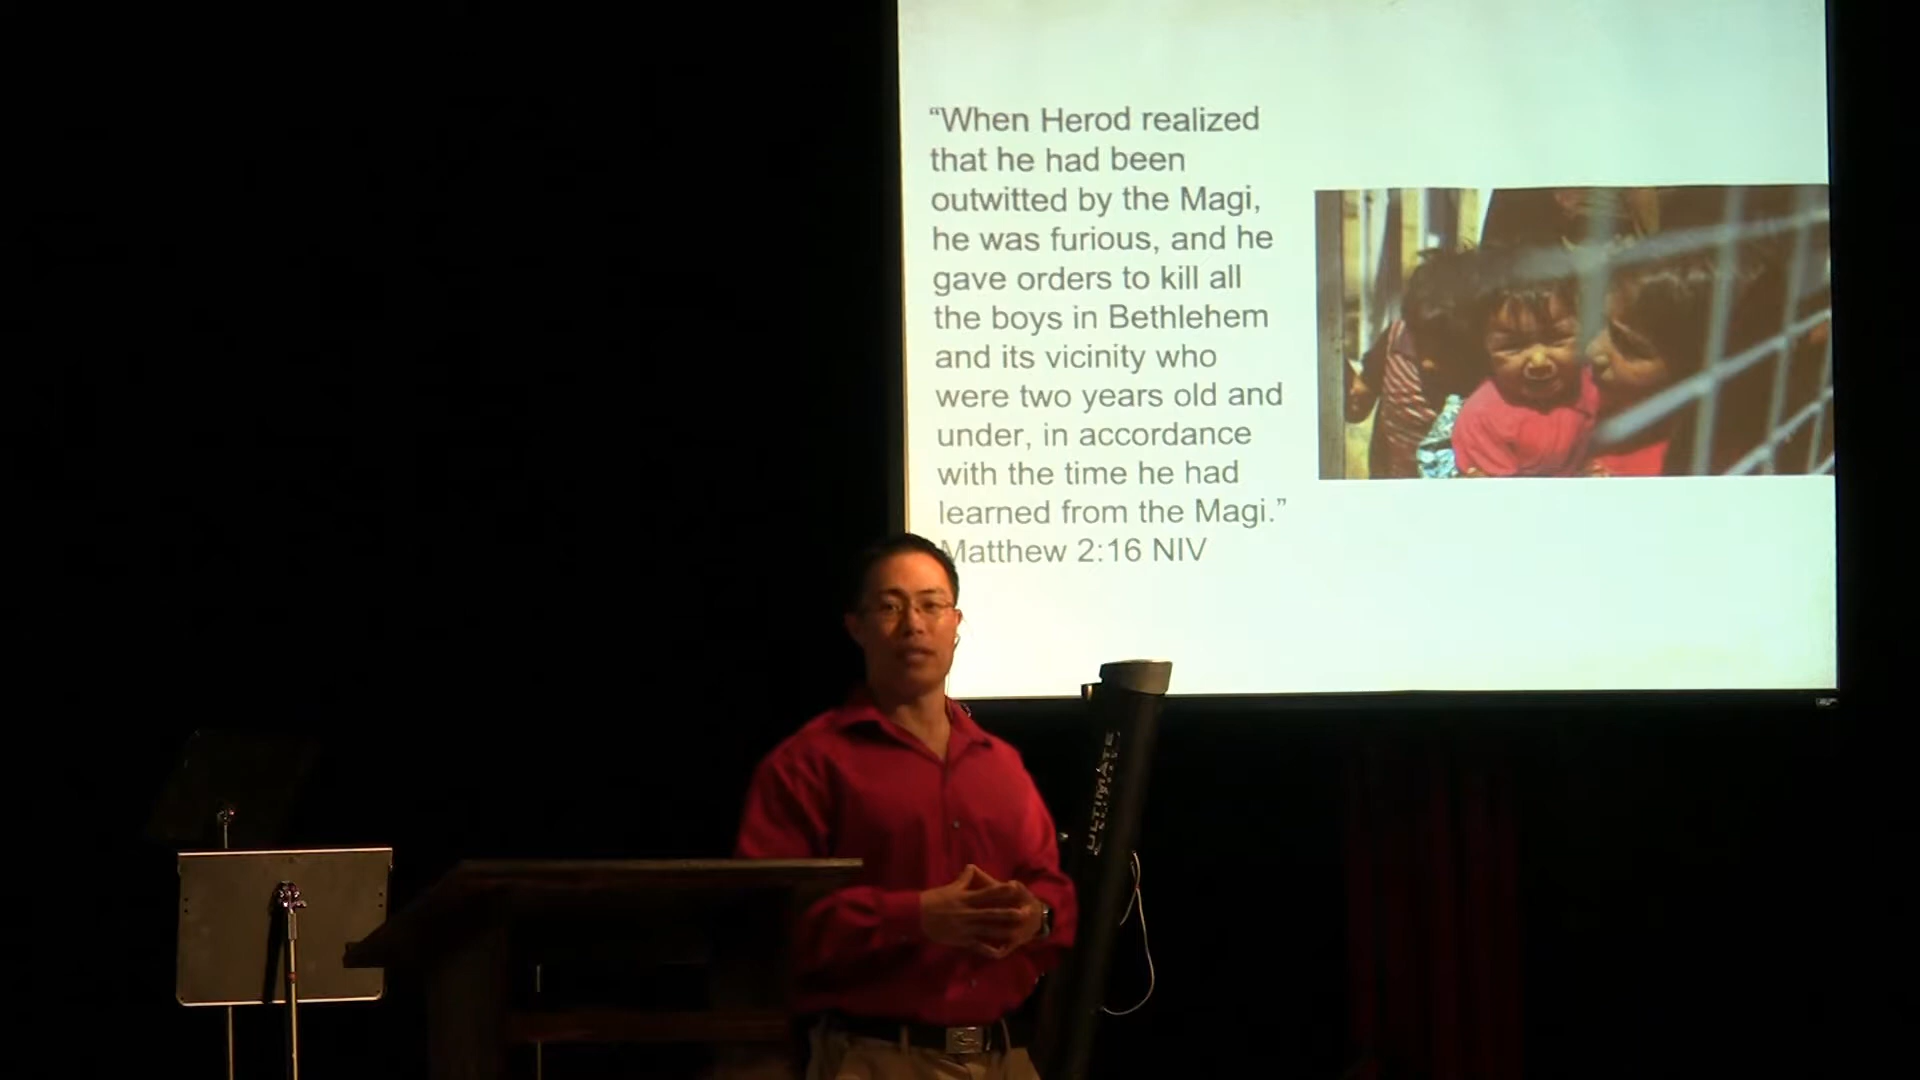 “When Herod realized
that he had been
outwitted by the Magi,
he was furious, and he
gave orders to kill all
the boys in Bethlehem
and its vicinity who
were two years old and
under, in accordance
with the time he had
learned from the Magi.”
Matthew 2:16 NIV
ULTIMATE